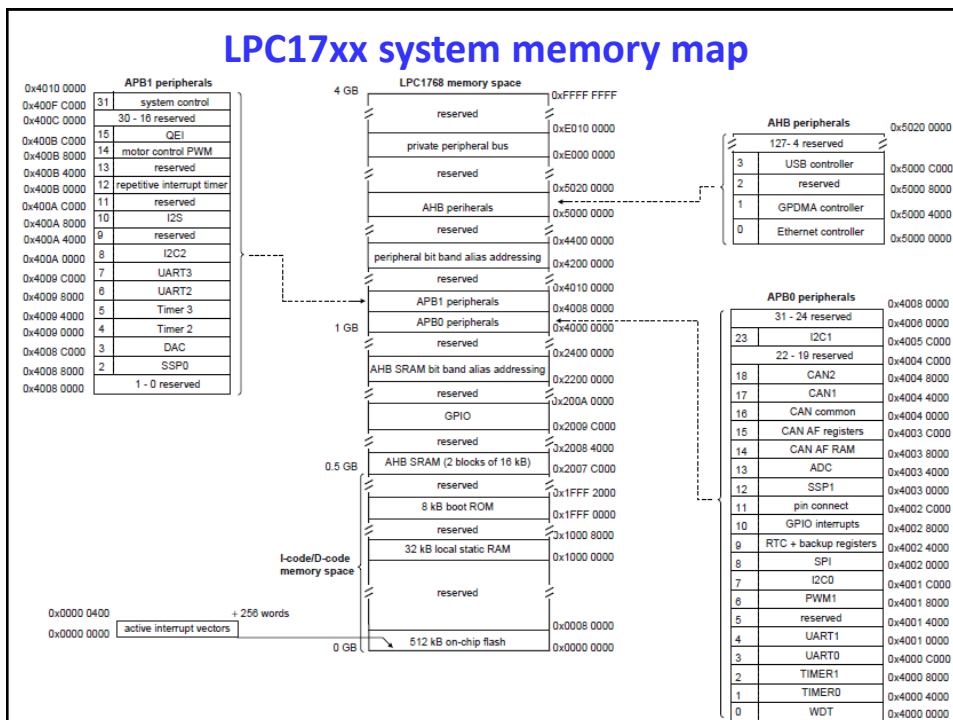 LPC17xx system memory map
APB1 peripherals
0x4010 0000
31 system control
0x400F C000
30 - 16 reserved
0x400C 0000
15 QEI
0x400B C000
14 motor control PWM
0x400B 8000
13 reserved
0x400B 4000
12 repetitive interrupt timer
0x400B 0000
11 reserved
0x400A C000
10 I2S
0x400A 8000
9 reserved
0x400A 4000
8 I2C2
0x400A 0000
7 UART3
0x4009 C000
6 UART2
0x4009 8000
5 Timer 3
0x4009 4000
4 Timer 2
0x4009 0000
3 DAC
0x4008 C000
2 SSP0
0x4008 8000
1 - 0 reserved
0x4008 0000
LPC1768 memory space
4 GB
0xFFFF FFFF
reserved
0xE010 0000
private peripheral bus
0xE000 0000
reserved
0x5020 0000
AHB periherals
0x5000 0000
reserved
0x4400 0000
peripheral bit band alias addressing
0x4200 0000
reserved
0x4010 0000
APB1 peripherals
0x4008 0000
APB0 peripherals
1 GB
0x4000 0000
reserved
0x2400 0000
AHB SRAM bit band alias addressing
0x2200 0000
reserved
0x200A 0000
GPIO
0x2009 C000
reserved
0x2008 4000
AHB SRAM (2 blocks of 16 kB)
0.5 GB
0x2007 C000
reserved
0x1FFF 2000
8 kB boot ROM
0x1FFF 0000
reserved
0x1000 8000
32 kB local static RAM
0x1000 0000
I-code/D-code
memory space
reserved
0x0008 0000
512 kB on-chip flash
0 GB
0x0000 0000
0x0000 0400
+ 256 words
active interrupt vectors
0x0000 0000
AHB peripherals
0x5020 0000
127- 4 reserved
3 USB controller
0x5000 C000
2 reserved
0x5000 8000
1 GPDMA controller
0x5000 4000
0 Ethernet controller
0x5000 0000
APB0 peripherals
0x4008 0000
31 - 24 reserved
0x4006 0000
23 I2C1
0x4005 C000
22 - 19 reserved
0x4004 C000
18 CAN2
0x4004 8000
17 CAN1
0x4004 4000
16 CAN common
0x4004 0000
15 CAN AF registers
0x4003 C000
14 CAN AF RAM
0x4003 8000
13 ADC
0x4003 4000
12 SSP1
0x4003 0000
11 pin connect
0x4002 C000
10 GPIO interrupts
0x4002 8000
9 RTC + backup registers
0x4002 4000
8 SPI
0x4002 0000
7 I2C0
0x4001 C000
6 PWM1
0x4001 8000
5 reserved
0x4001 4000
4 UART1
0x4001 0000
3 UART0
0x4000 C000
2 TIMER1
0x4000 8000
1 TIMER0
0x4000 4000
0 WDT
0x4000 0000